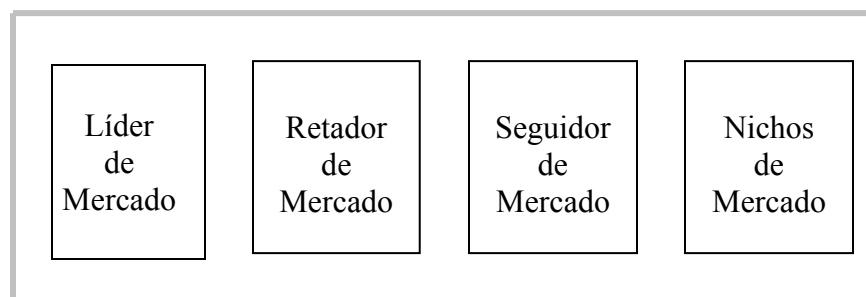 Líder
de
Mercado
Retador
de
Mercado
Seguidor
de
Mercado
Nichos
de
Mercado